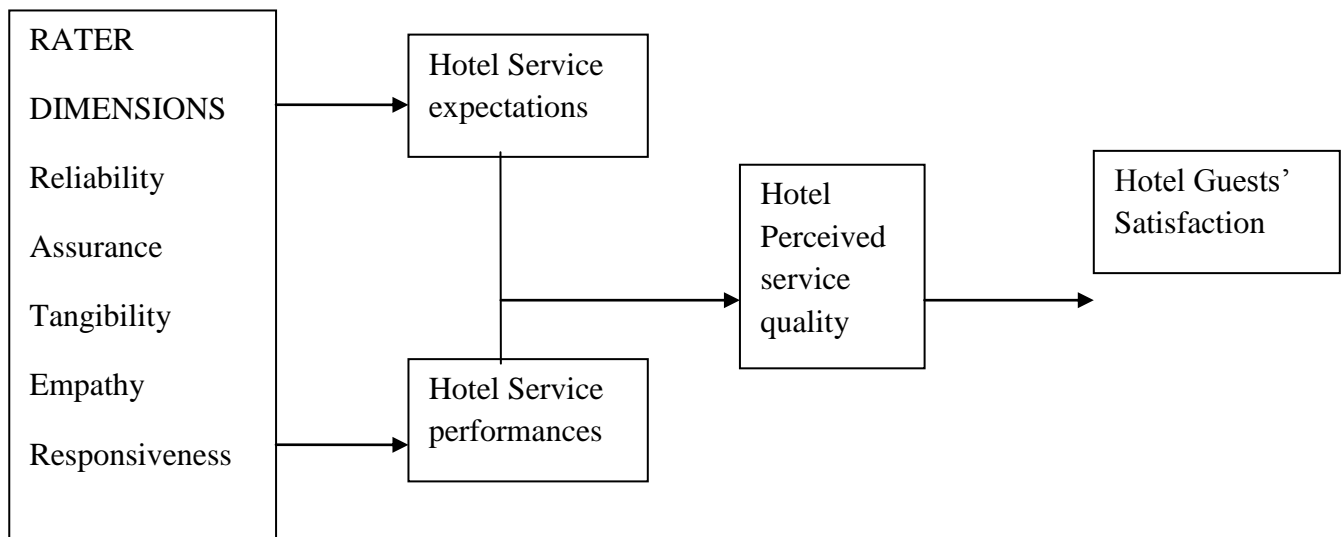 RATER
DIMENSIONS
Reliability
Assurance
Tangibility
Empathy
Responsiveness
Hotel Service
expectations
Hotel Service
performances
Hotel
Perceived
service
quality
Hotel Guests’
Satisfaction